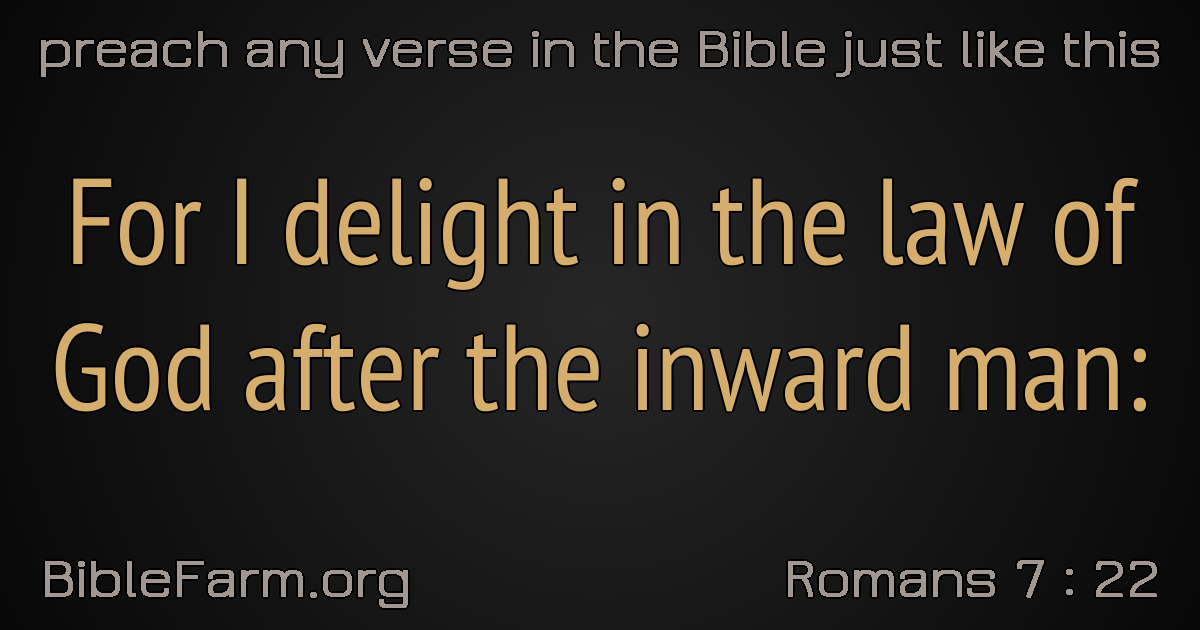 preach any verse in the Bible just like this
For I delight in the law of
God after the inward man:
BibleFarm.org
Romans 7 : 22